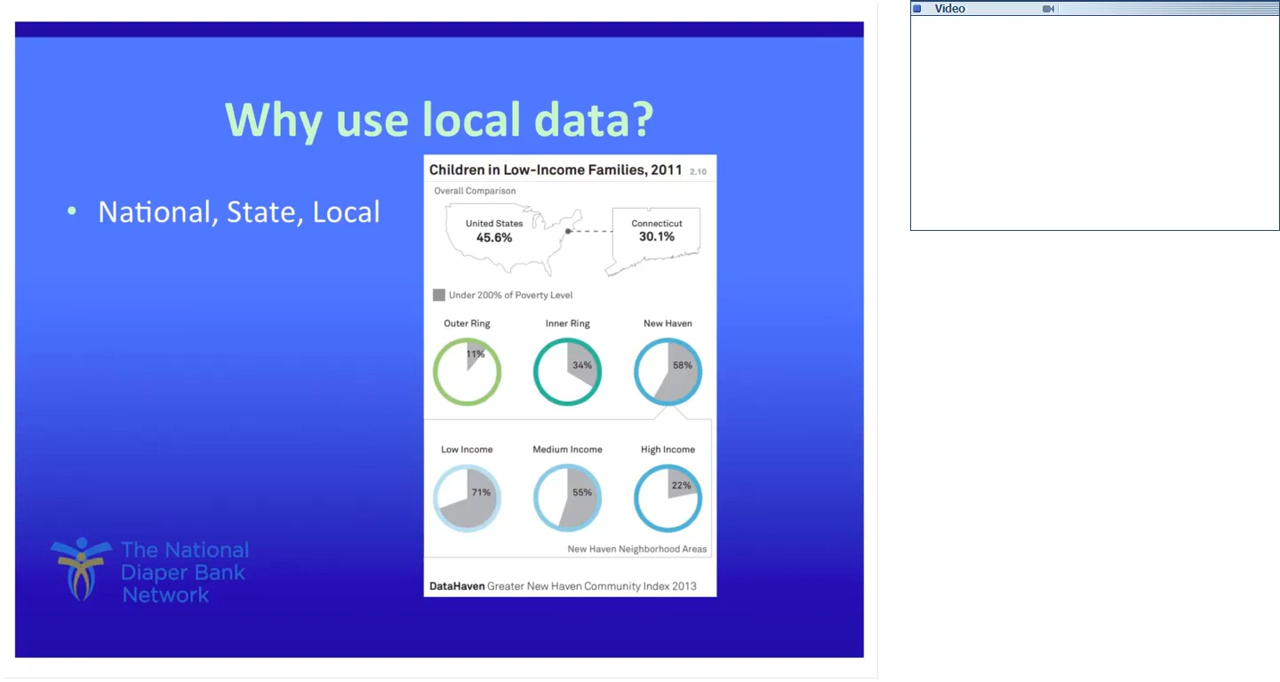 Video
Why use local data?
• National, State, Local
Children in Low-Income Families, 2011 2.10
Overall Comparison
United States
45.6%
Connecticut
30.1%
Under 200% of Poverty Level
Outer Ring Inner Ring New Haven
11% 34% 58%
Low Income Medium Income High Income
71% 55% 22%
New Haven Neighborhood Areas
DataHaven Greater New Haven Community Index 2013
The National
Diaper Bank
Network